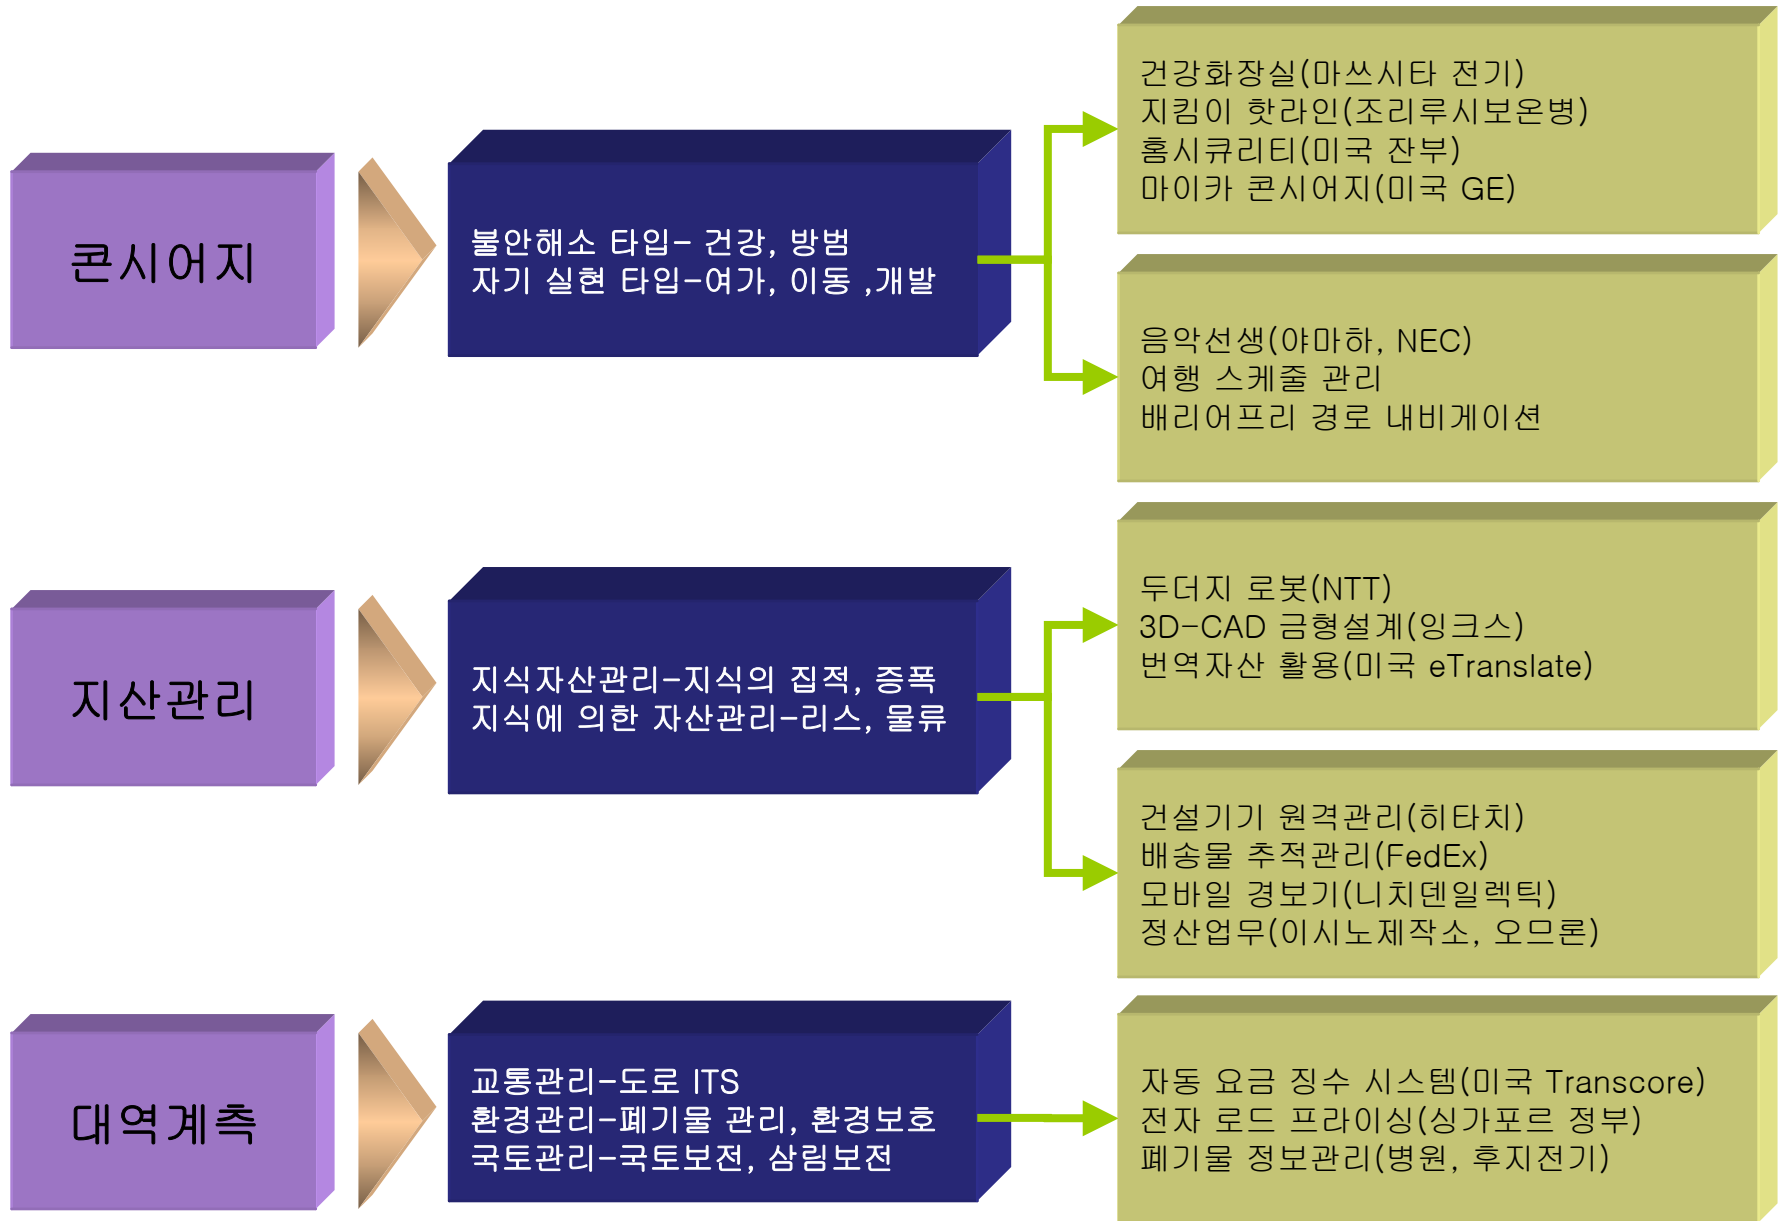 콘시어지
불안해소 타입- 건강, 방범
자기 실현 타입-여가, 이동 ,개발
건강화장실(마쓰시타 전기)
지킴이 핫라인(조리루시보온병)
홈시큐리티(미국 잔부)
마이카 콘시어지(미국 GE)
음악선생(야마하, NEC)
여행 스케줄 관리
배리어프리 경로 내비게이션
지산관리
지식자산관리-지식의 집적, 증폭
지식에 의한 자산관리-리스, 물류
두더지 로봇(NTT)
3D-CAD 금형설계(잉크스)
번역자산 활용(미국 eTranslate)
건설기기 원격관리(히타치)
배송물 추적관리(FedEx)
모바일 경보기(니치덴일렉틱)
정산업무(이시노제작소, 오므론)
대역계측
교통관리-도로 ITS
환경관리-폐기물 관리, 환경보호
국토관리-국토보전, 삼림보전
자동 요금 징수 시스템(미국 Transcore)
전자 로드 프라이싱(싱가포르 정부)
폐기물 정보관리(병원, 후지전기)